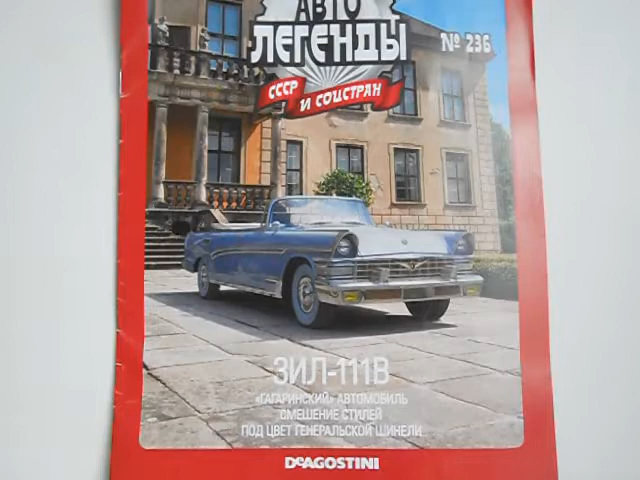 АВТО
ЛЕГЕНДЫ
№ 236
СССР
И СОЦСТРАН
ЗИЛ-111В
«ГАГАРИНСКИЙ» АВТОМОБИЛЬ
СМЕШЕНИЕ СТИЛЕЙ
ПОД ЦВЕТ ГЕНЕРАЛЬСКОЙ ШИНЕЛИ
DeAGOSTINI